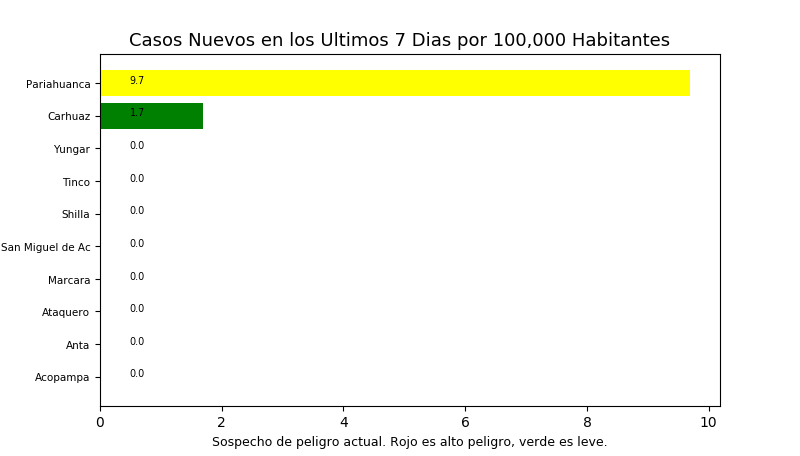 Casos Nuevos en los Ultimos 7 Dias por 100,000 Habitantes
Pariahuanca 9.7
Carhuaz 1.7
Yungar 0.0
Tinco 0.0
Shilla 0.0
San Miguel de Ac 0.0
Marcara 0.0
Ataquero 0.0
Anta 0.0
Acopampa 0.0
0 2 4 6 8 10
Sospecho de peligro actual. Rojo es alto peligro, verde es leve.